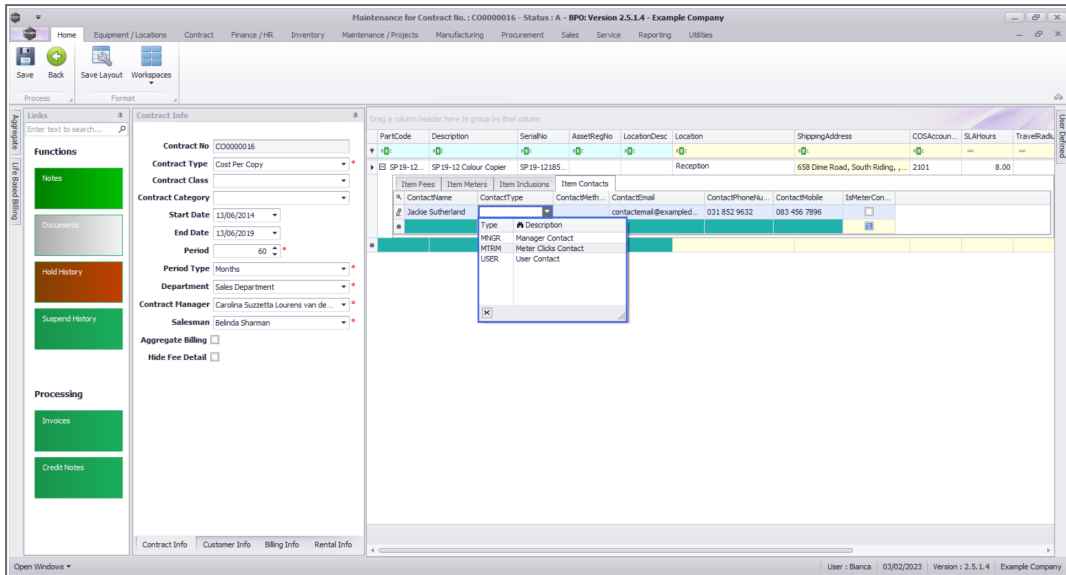 Maintenance for Contract No. : CO0000016 - Status : A - BPO: Version 2.5.1.4 - Example Company
Home Equipment / Locations Contract Finance / HR Inventory Maintenance / Projects Manufacturing Procurement Sales Service Reporting Utilities
Save Back Save Layout Workspaces
Process Format
Aggregate
Life Based Billing
Links
Enter text to search...
Functions
Notes
Documents
Hold History
Suspend History
Processing
Invoices
Credit Notes
Contract Info
Contract No CO0000016
Contract Type Cost Per Copy *
Contract Class
Contract Category
Start Date 13/06/2014
End Date 13/06/2019
Period 60 *
Period Type Months *
Department Sales Department *
Contract Manager Carolina Suzzetta Lourens van de... *
Salesman Belinda Sharman *
Aggregate Billing
Hide Fee Detail
Contract Info Customer Info Billing Info Rental Info
Drag a column header here to group by that column
PartCode Description SerialNo AssetRegNo LocationDesc Location ShippingAddress COSAccoun... SLAHours TravelRadiu
SP19-12... SP19-12 Colour Copier SP19-12185... Reception 658 Dime Road, South Riding, ,... 2101 8.00
Item Fees Item Meters Item Inclusions Item Contacts
ContactName ContactType ContactMeth... ContactEmail ContactPhoneNu... ContactMobile IsMeterCon...
Jackie Sutherland contactemail@exampled... 031 852 9632 083 456 7896
Type Description
MNGR Manager Contact
MTRM Meter Clicks Contact
USER User Contact
User Defined
Open Windows
User : Bianca 03/02/2023 Version : 2.5.1.4 Example Company